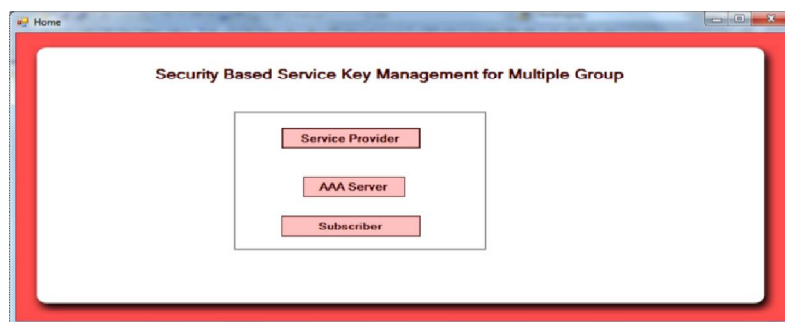 Home
Security Based Service Key Management for Multiple Group
Service Provider
AAA Server
Subscriber